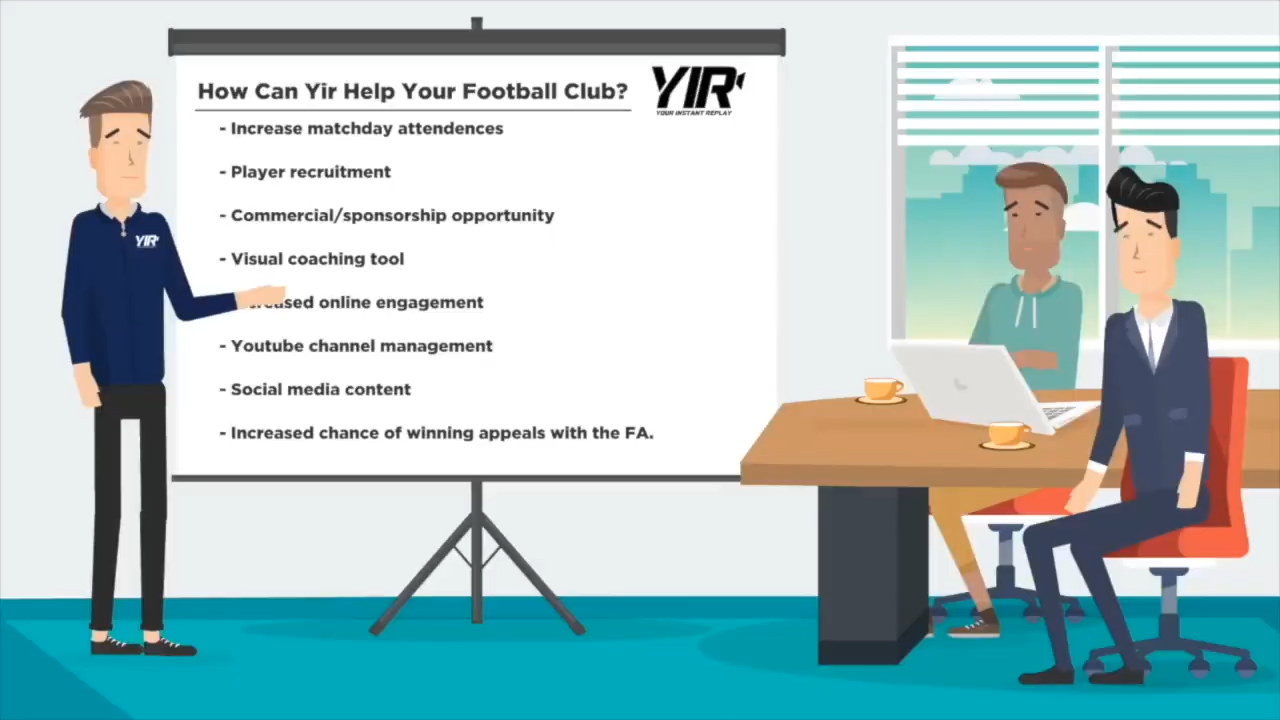 How Can Yir Help Your Football Club?
YIR
YOUR INSTANT REPLAY
- Increase matchday attendences
- Player recruitment
- Commercial/sponsorship opportunity
- Visual coaching tool
eased online engagement
- Youtube channel management
- Social media content
- Increased chance of winning appeals with the FA.
YIR